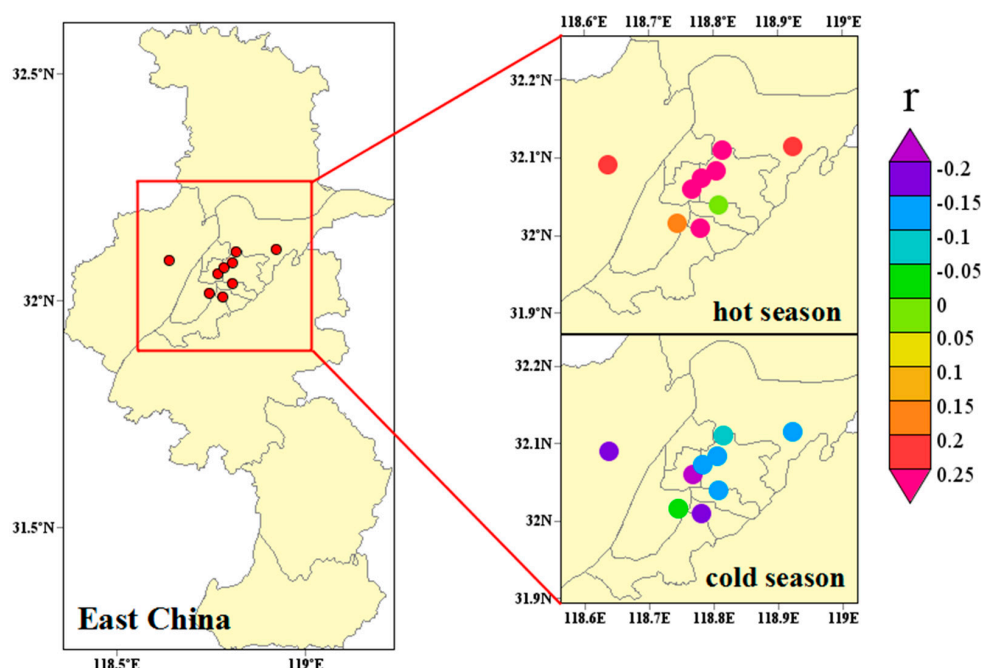 32.5°N
32°N
31.5°N
118.5°E 119°E
East China
118.6°E 118.7°E 118.8°E 118.9°E 119°E
32.2°N
32.1°N
32°N
31.9°N
hot season
32.2°N
32.1°N
32°N
31.9N
cold season
118.6°E 118.7°E 118.8°E 118.9°E 119°E
r
-0.2
-0.15
-0.1
-0.05
0
0.05
0.1
0.15
0.2
0.25